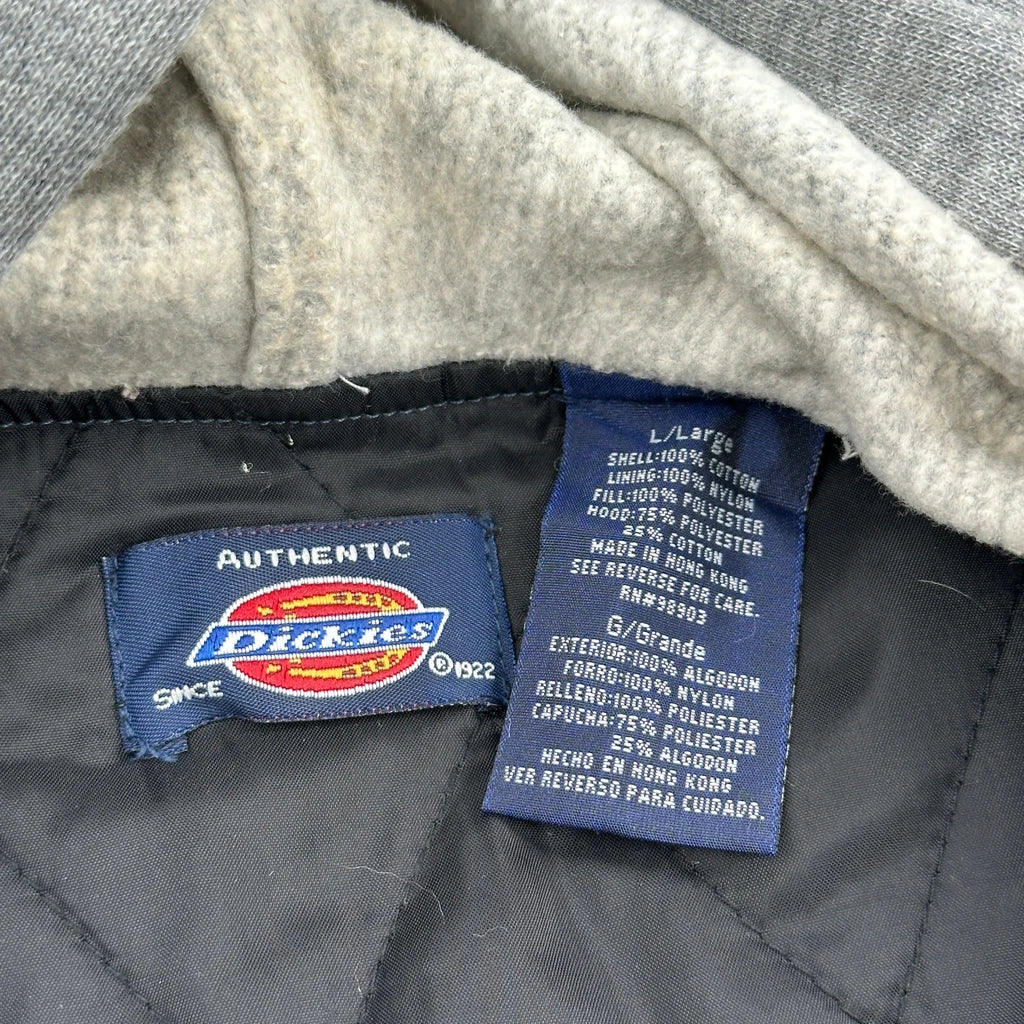 AUTHENTIC
Dickies
®1922
SINCE
L/Large
SHELL:100% COTTON
LINING:100% NYLON
FILL:100% POLYESTER
HOOD:75% POLYESTER
25% COTTON
MADE IN HONG KONG
SEE REVERSE FOR CARE.
RN#38903
G/Grande
EXTERIOR:100% ALGODON
FORRO:100% NYLON
RELLENO:100% POLIESTER
CAPUCHA:75% POLIESTER
25% ALGODON
HECHO EN HONG KONG
VER REVERSO PARA CUIDADO.